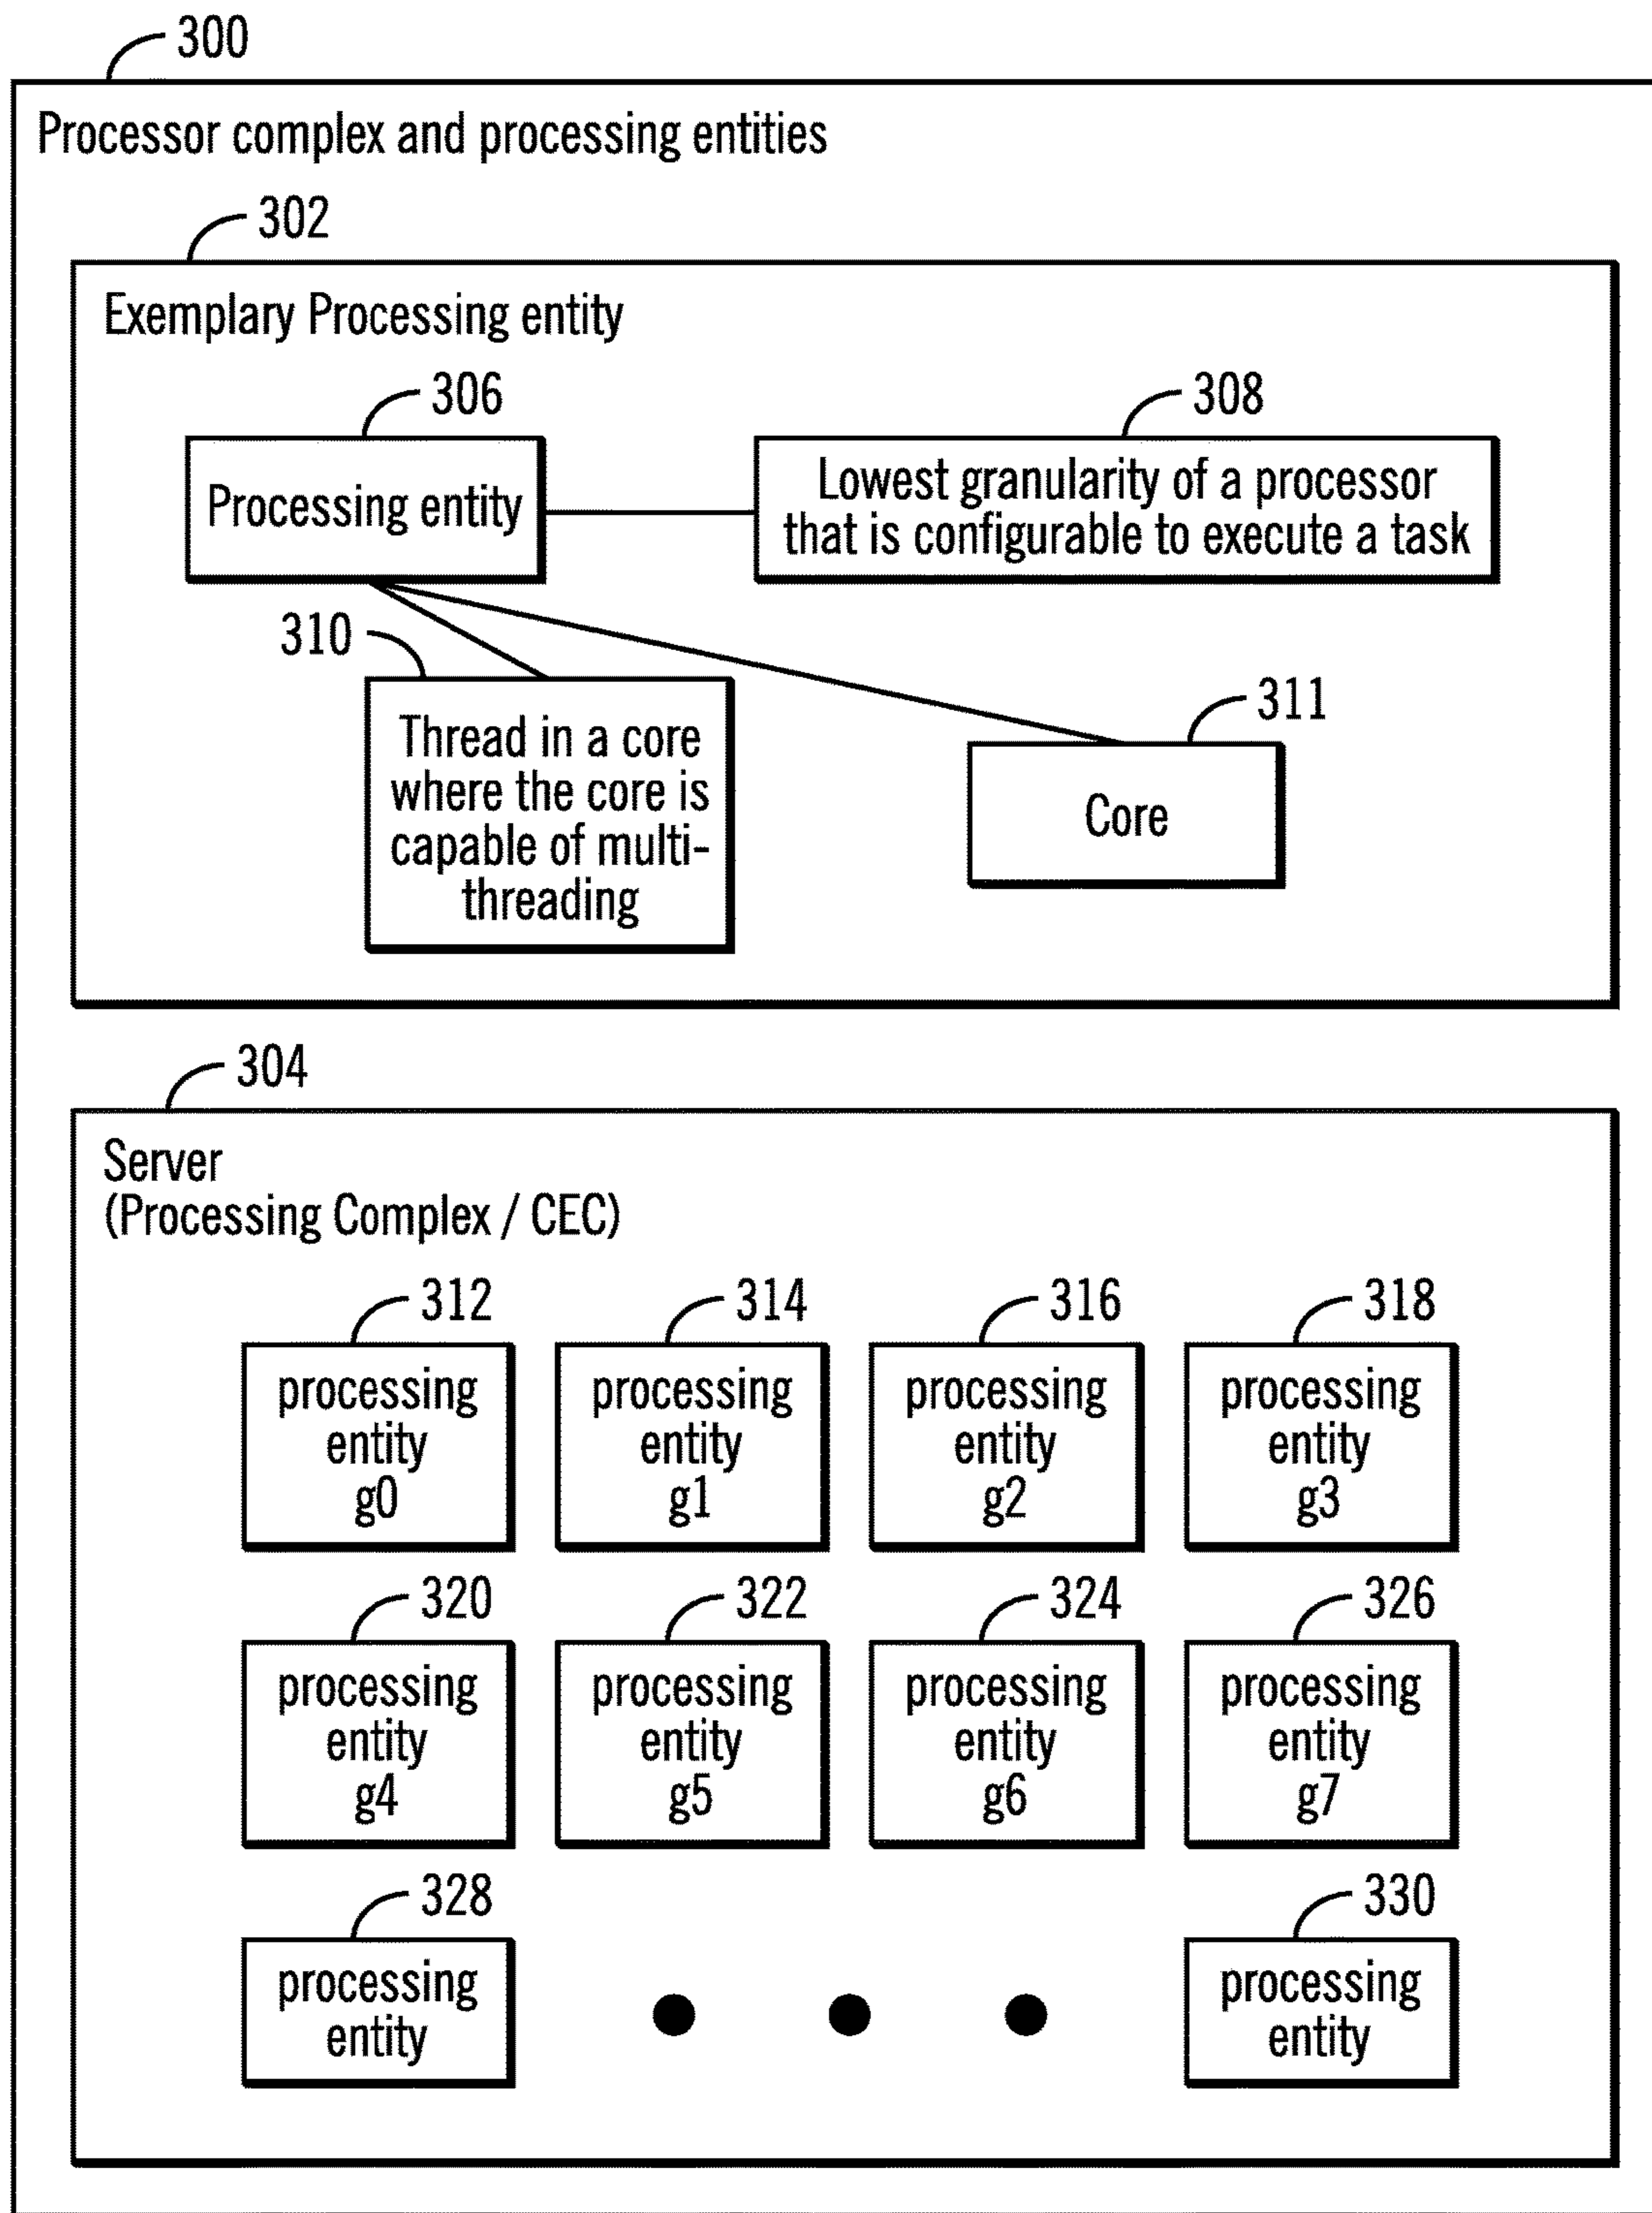 300
Processor complex and processing entities
302
Exemplary Processing entity
306
308
Processing entity
Lowest granularity of a processor
that is configurable to execute a task
310
311
Thread in a core
where the core is
capable of multi-
threading
Core
304
Server
(Processing Complex / CEC)
312
314
316
318
processing
entity
g0
processing
entity
g1
processing
entity
g2
processing
entity
g3
320
322
324
326
processing
entity
g4
processing
entity
g5
processing
entity
g6
processing
entity
g7
328
330
processing
entity
processing
entity